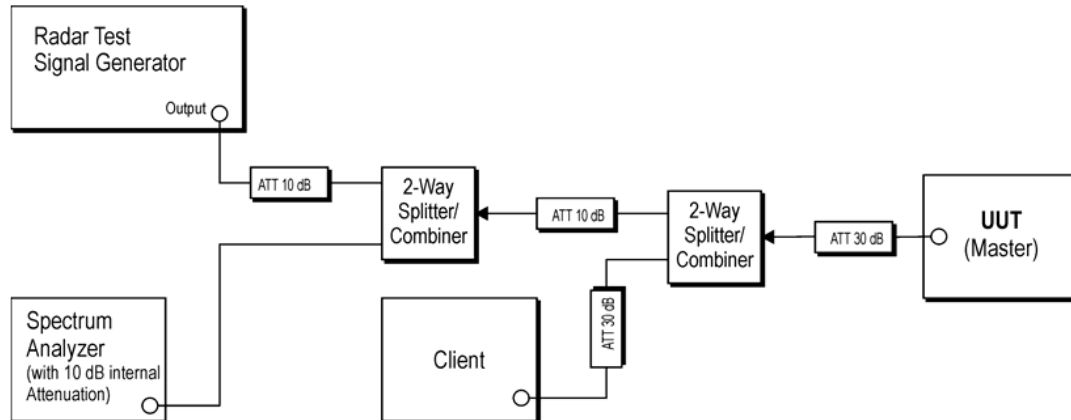 Radar Test
Signal Generator
Output
ATT 10 dB
2-Way
Splitter/
Combiner
ATT 10 dB
2-Way
Splitter/
Combiner
ATT 30 dB
UUT
(Master)
Spectrum
Analyzer
(with 10 dB internal
Attenuation)
Client
ATT 30 dB